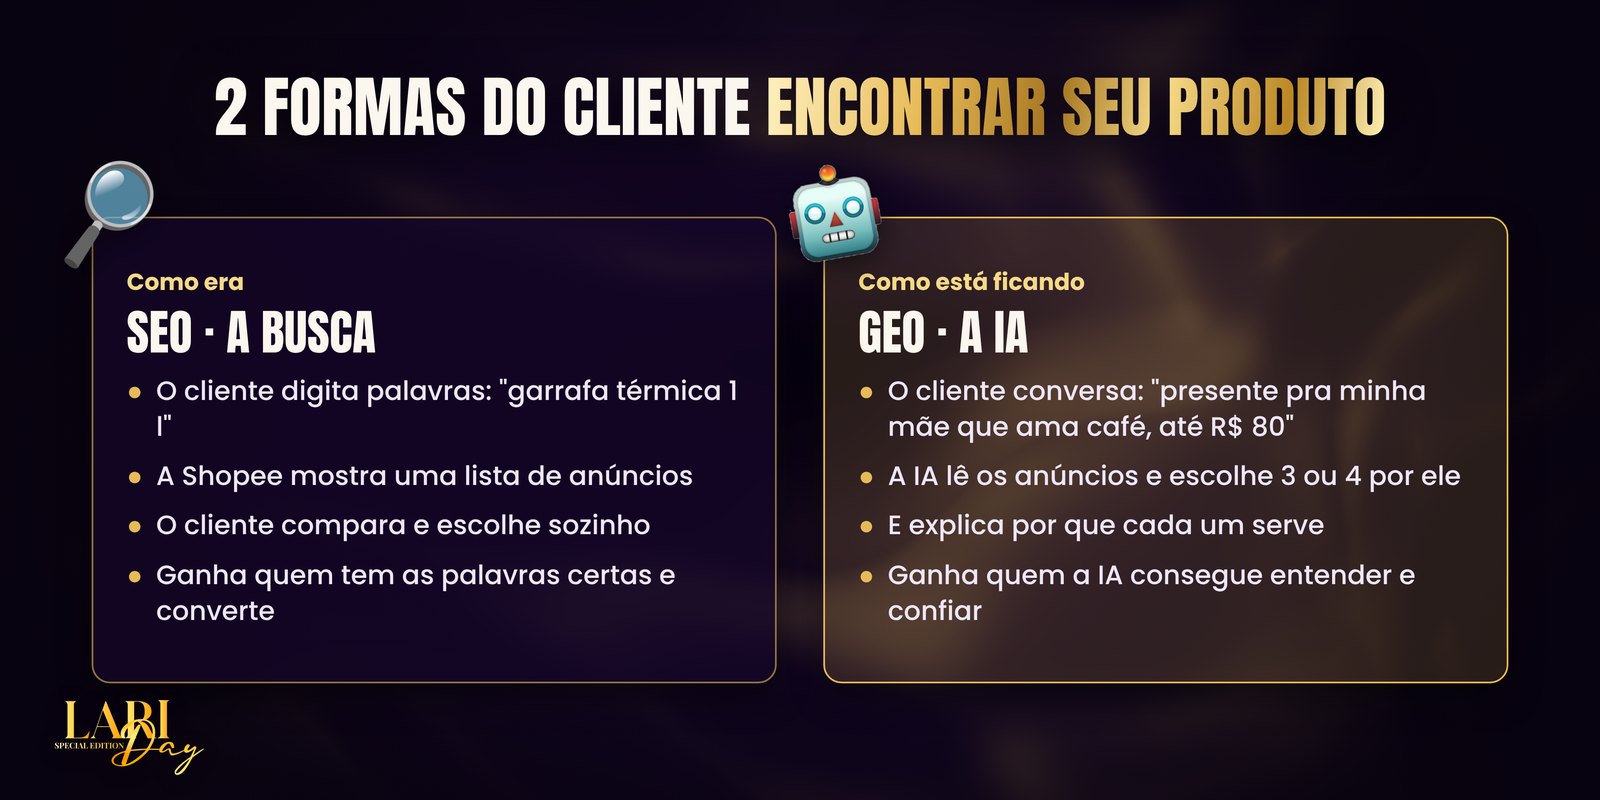 2 FORMAS DO CLIENTE ENCONTRAR SEU PRODUTO
Como era
SEO · A BUSCA
• O cliente digita palavras: "garrafa térmica 1
l"
• A Shopee mostra uma lista de anúncios
• O cliente compara e escolhe sozinho
• Ganha quem tem as palavras certas e
converte
Como está ficando
GEO · A IA
• O cliente conversa: "presente pra minha
mãe que ama café, até R$ 80"
• A IA lê os anúncios e escolhe 3 ou 4 por ele
• E explica por que cada um serve
• Ganha quem a IA consegue entender e
confiar
LARI
SPECIAL EDITION Day